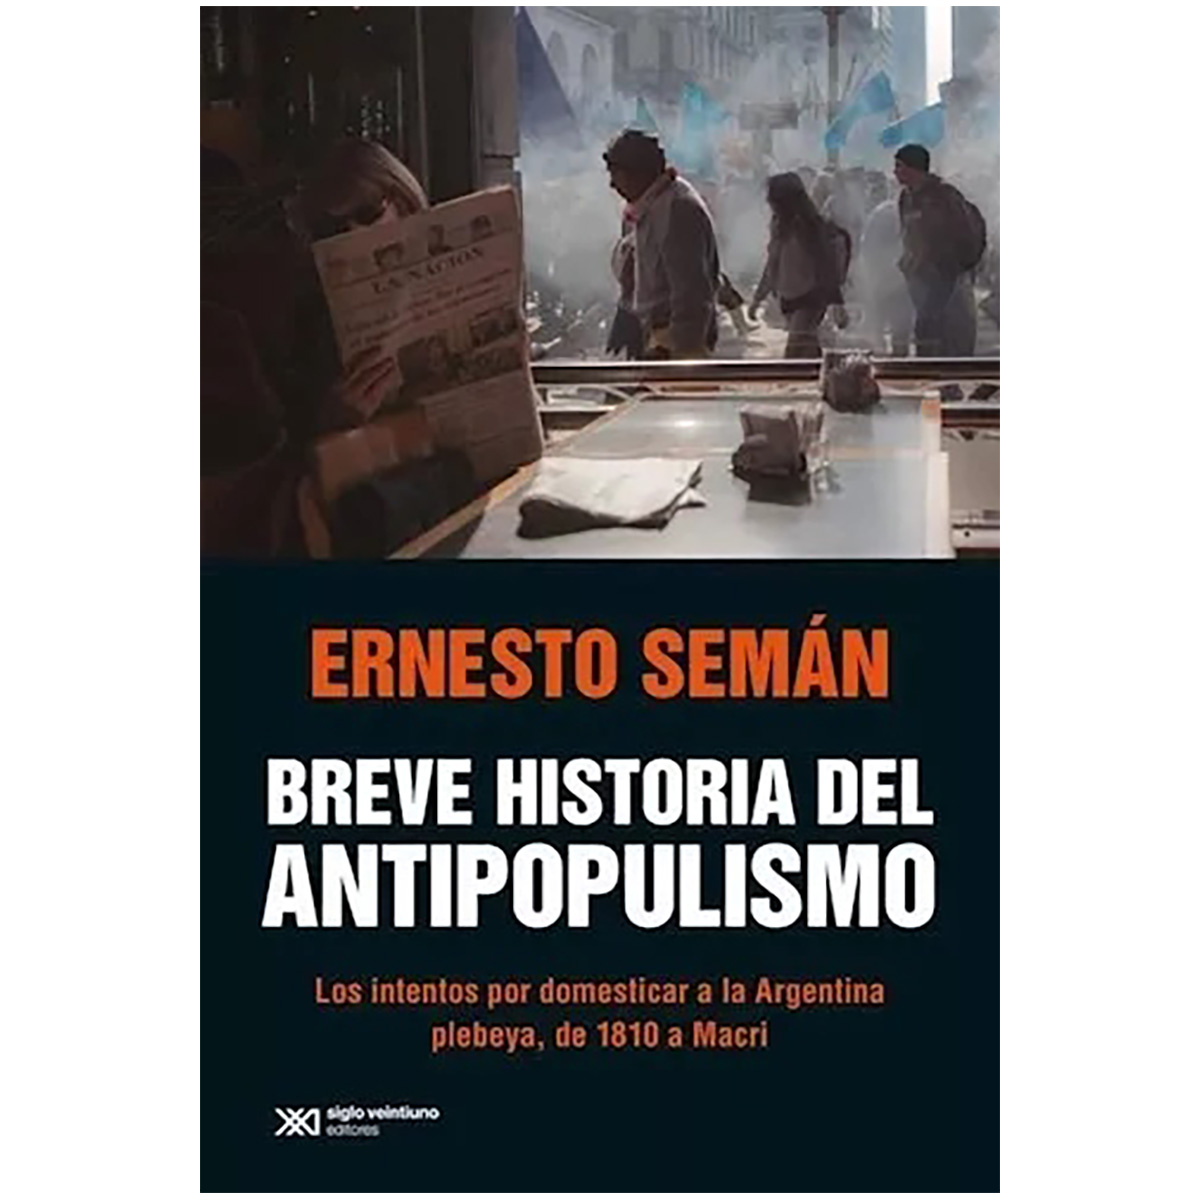 LA NACION
ERNESTO SEMÁN
BREVE HISTORIA DEL
ANTIPOPULISMO
Los intentos por domesticar a la Argentina
plebeya, de 1810 a Macri
siglo veintiuno
editores